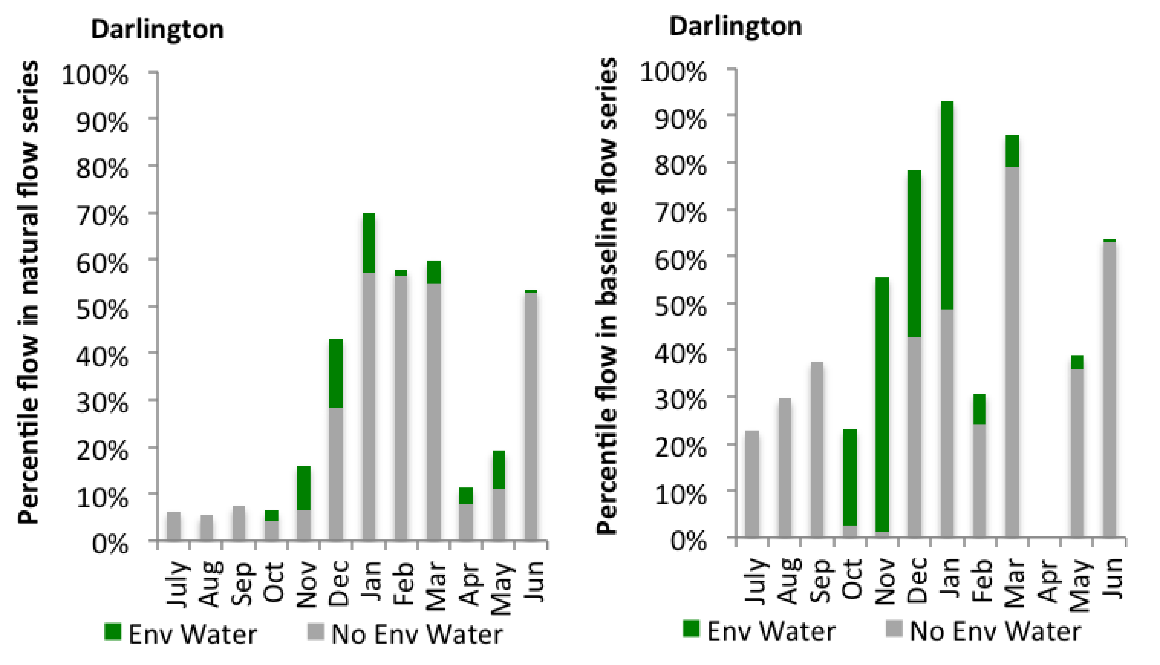 Darlington
Percentile flow in natural flow series
100%
90%
80%
70%
60%
50%
40%
30%
20%
10%
0%
July Aug Sep Oct Nov Dec Jan Feb Mar Apr May Jun
Env Water No Env Water
Darlington
Percentile flow in baseline flow series
100%
90%
80%
70%
60%
50%
40%
30%
20%
10%
0%
July Aug Sep Oct Nov Dec Jan Feb Mar Apr May Jun
Env Water No Env Water